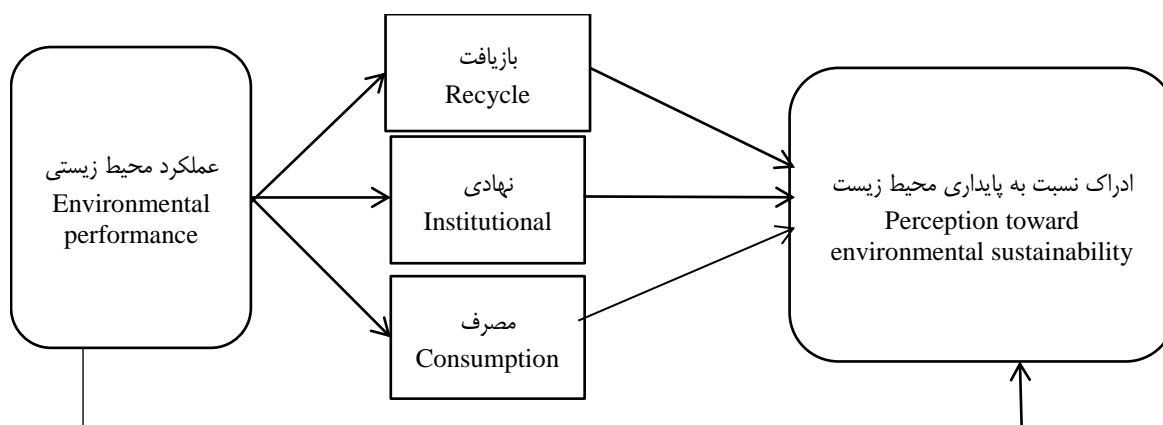 عملکرد محیط زیستی
Environmental
performance
بازیافت
Recycle
نهادی
Institutional
مصرف
Consumption
ادراک نسبت به پایداری محیط زیست
Perception toward
environmental sustainability